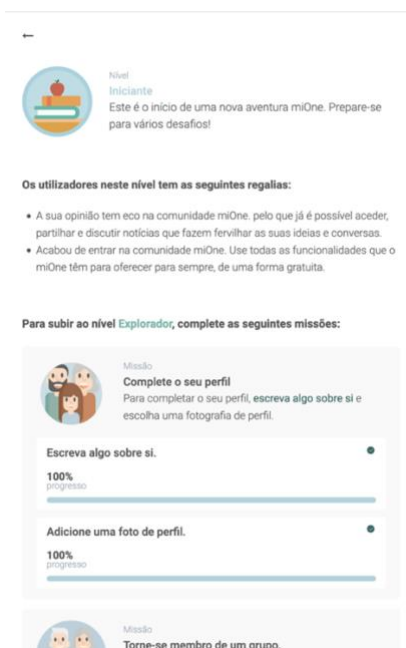 ←
Nível
Iniciante
Este é o início de uma nova aventura miOne. Prepare-se
para vários desafios!
Os utilizadores neste nível tem as seguintes regalias:
• A sua opinião tem eco na comunidade miOne. pelo que já é possível aceder,
partilhar e discutir notícias que fazem fervilhar as suas ideias e conversas.
• Acabou de entrar na comunidade miOne. Use todas as funcionalidades que o
miOne têm para oferecer para sempre, de uma forma gratuita.
Para subir ao nível Explorador, complete as seguintes missões:
Missão
Complete o seu perfil
Para completar o seu perfil, escreva algo sobre si e
escolha uma fotografia de perfil.
Escreva algo sobre si.
100%
progresso
Adicione uma foto de perfil.
100%
progresso
Missão
Torne-se membro de um grupo.